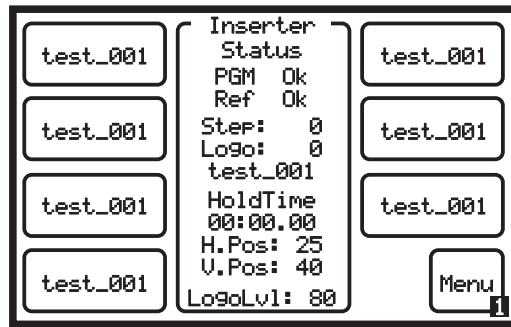 test_001
test_001
test_001
test_001
Inserter
Status
PGM Ok
Ref Ok
Step: 0
Logo: 0
test_001
HoldTime
00:00.00
H.Pos: 25
V.Pos: 40
LogoLvl: 80
test_001
test_001
test_001
Menu
1